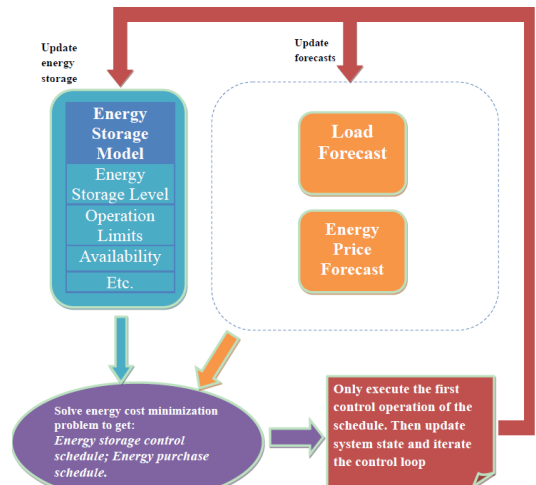 Update
energy
storage
Update
forecasts
Energy
Storage
Model
Energy
Storage Level
Operation
Limits
Availability
Etc.
Load
Forecast
Energy
Price
Forecast
Solve energy cost minimization
problem to get:
Energy storage control
schedule; Energy purchase
schedule.
Only execute the first
control operation of the
schedule. Then update
system state and iterate
the control loop